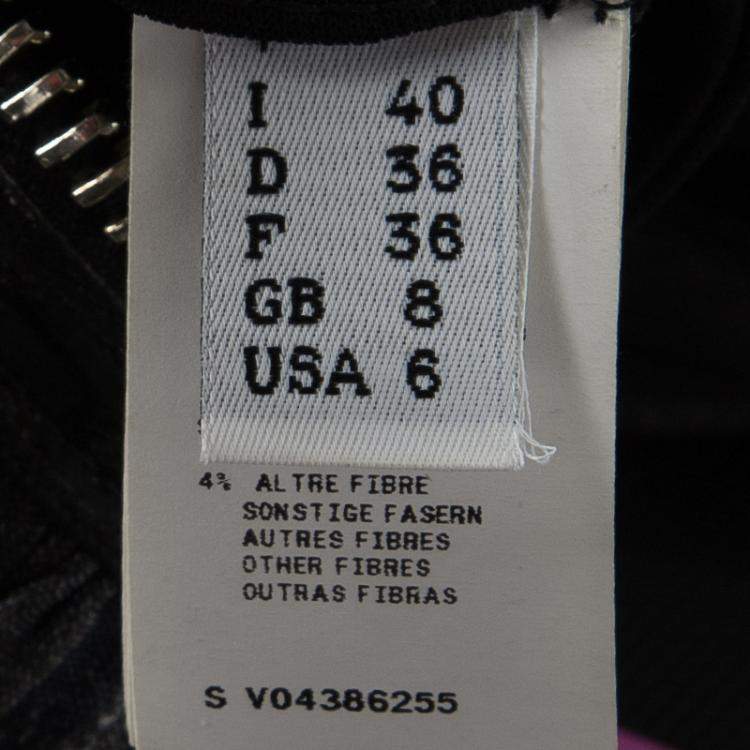 I 40
D 36
F 36
GB 8
USA 6
4% ALTRE FIBRE
SONSTIGE FASERN
AUTRES FIBRES
OTHER FIBRES
OUTRAS FIBRAS
S V04386255